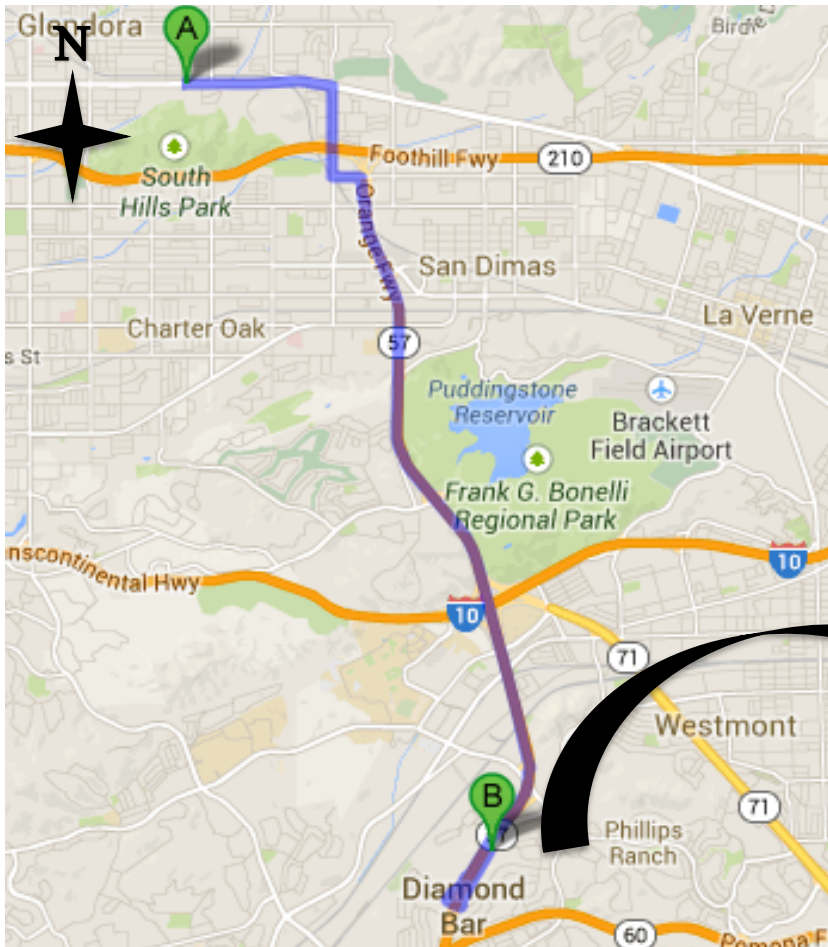 Glendora
N
A
Foothill Fwy
210
South
Hills Park
Orange Fwy
San Dimas
La Verne
Charter Oak
s St
57
Puddingstone
Reservoir
Brackett
Field Airport
Frank G. Bonelli
Regional Park
nscontinental Hwy
10
10
71
Westmont
B
71
7
Phillips
Ranch
Diamond
Bar
60
Pomona F